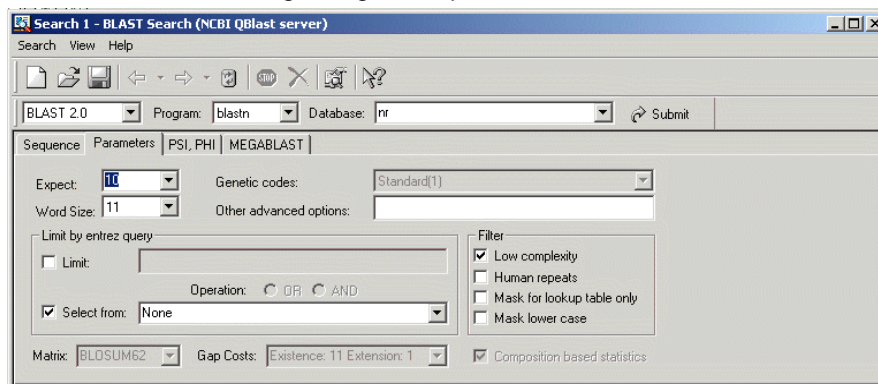 Search 1 - BLAST Search (NCBI QBlast server)
Search View Help
BLAST 2.0 Program: blastn Database: nr Submit
Sequence Parameters PSI, PHI MEGABLAST
Expect: 10 Genetic codes: Standard(1)
Word Size: 11 Other advanced options:
Limit by entrez query Filter
Limit: Low complexity
Operation: OR AND Human repeats
Mask for lookup table only
Select from: None Mask lower case
Matrix: BLOSUM62 Gap Costs: Existence: 11 Extension: 1 Composition based statistics